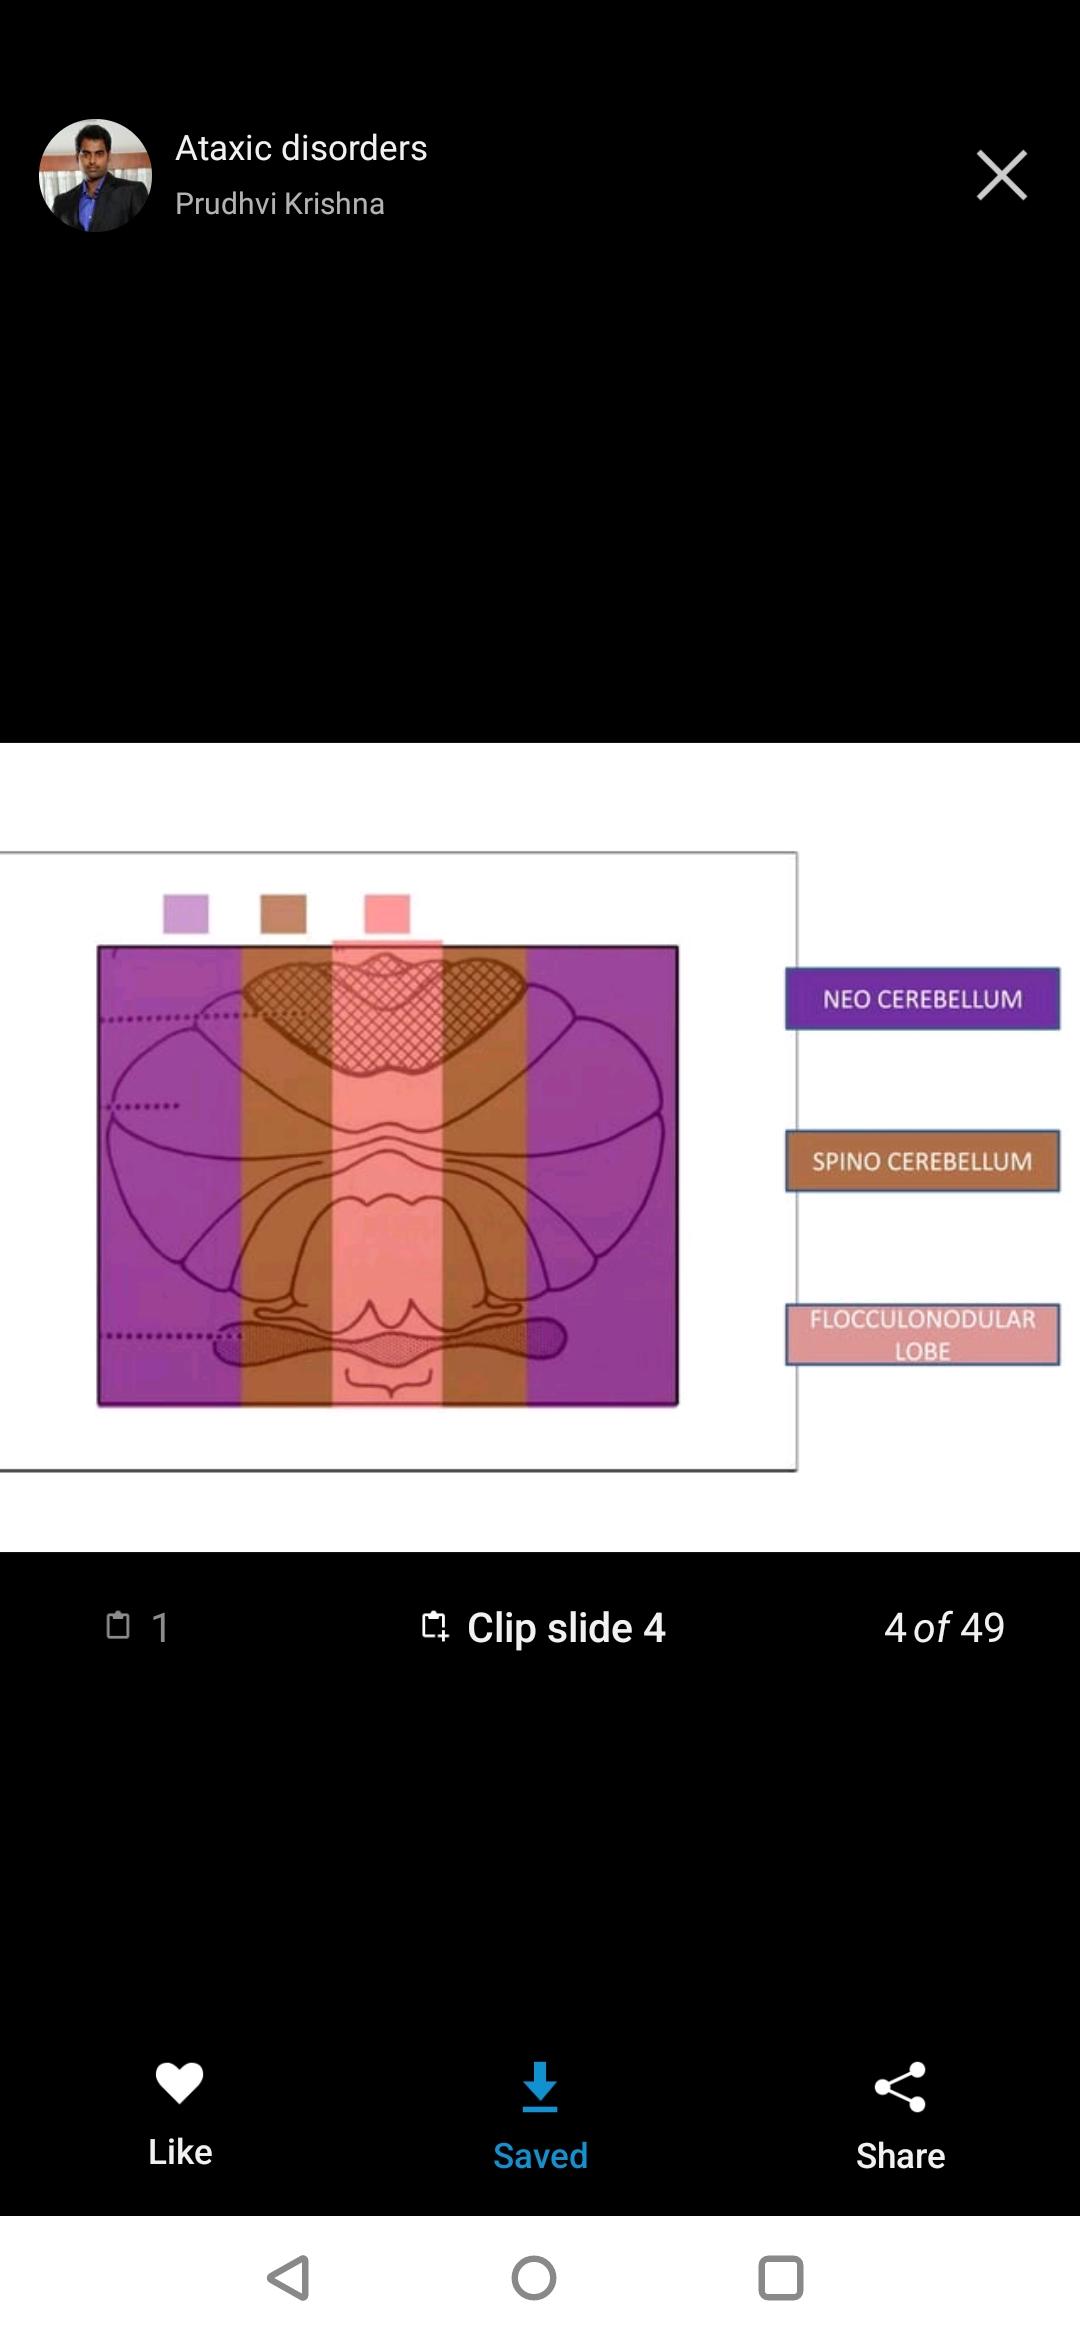 Ataxic disorders
Prudhvi Krishna
NEO CEREBELLUM
SPINO CEREBELLUM
FLOCCULONODULAR
LOBE
1
Clip slide 4
4 of 49
Like
Saved
Share